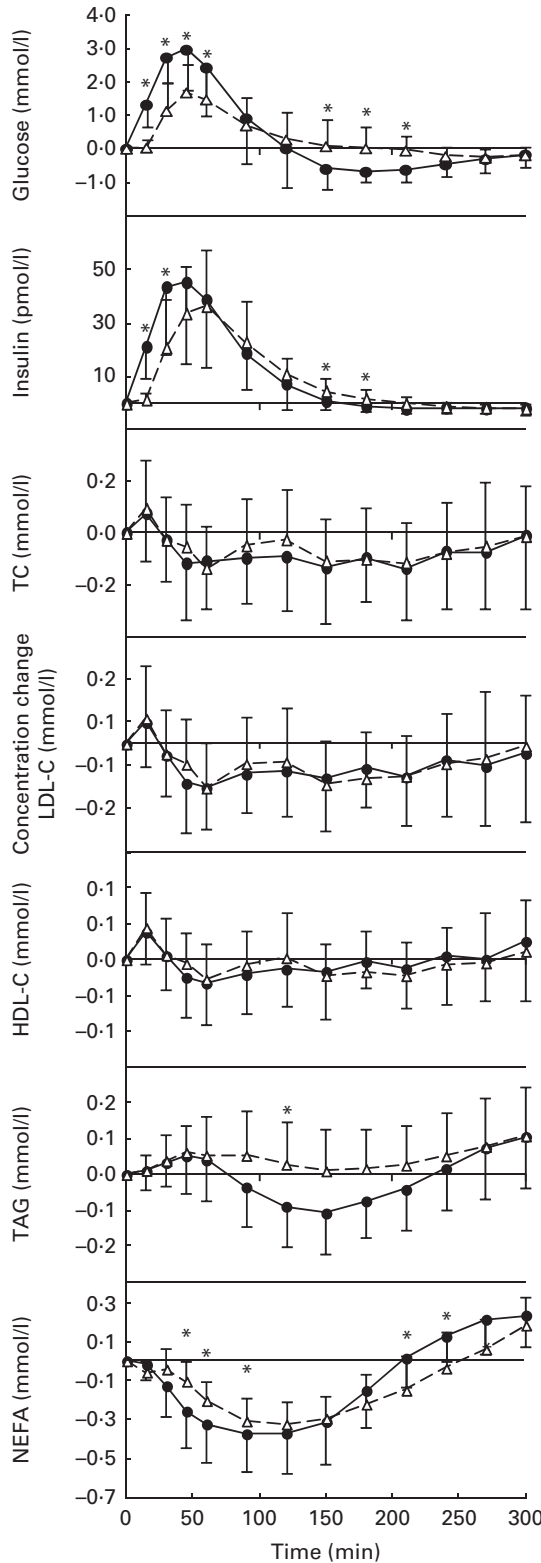 4·0
3·0
2·0
1·0
0·0
–1·0
Glucose (mmol/l)
* * * * * * *
50
30
10
Insulin (pmol/l)
* * * *
0·2
0·0
–0·2
TC (mmol/l)
0·2
0·1
–0·1
–0·2
Concentration change
LDL-C (mmol/l)
0·1
0·1
0·0
–0·1
–0·1
HDL-C (mmol/l)
0·2
0·1
0·0
–0·1
–0·2
TAG (mmol/l)
*
0·3
0·1
–0·1
–0·3
–0·5
–0·7
NEFA (mmol/l)
* * * * *
0 50 100 150 200 250 300
Time (min)